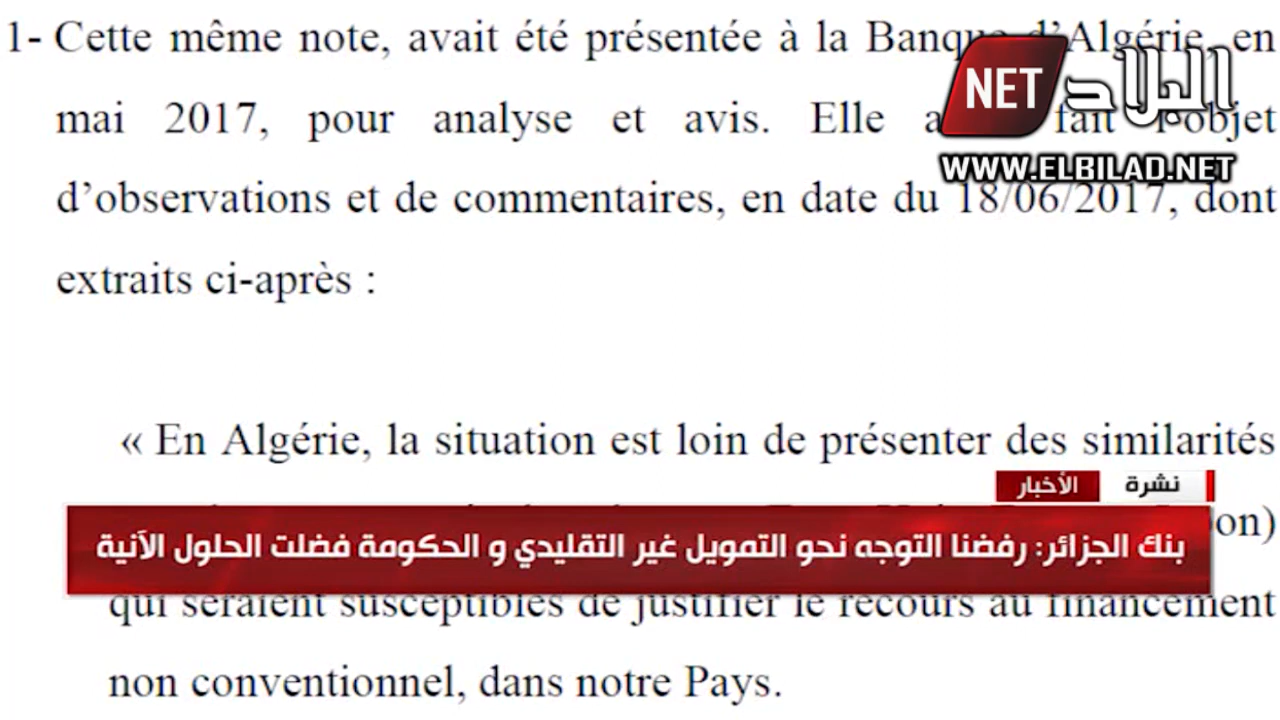 1- Cette même note, avait été présentée à la Banque d'Algérie, en
NET البلاد
mai 2017, pour analyse et avis. Elle a fait l'objet
WWW.ELBILAD.NET
d'observations et de commentaires, en date du 18/06/2017, dont
extraits ci-après :
« En Algérie, la situation est loin de présenter des similarités
نشرة الأخبار
بنك الجزائر: رفضنا التوجه نحو التمويل غير التقليدي و الحكومة فضلت الحلول الآنية
qui seraient susceptibles de justifier le recours au financement
non conventionnel, dans notre Pays.